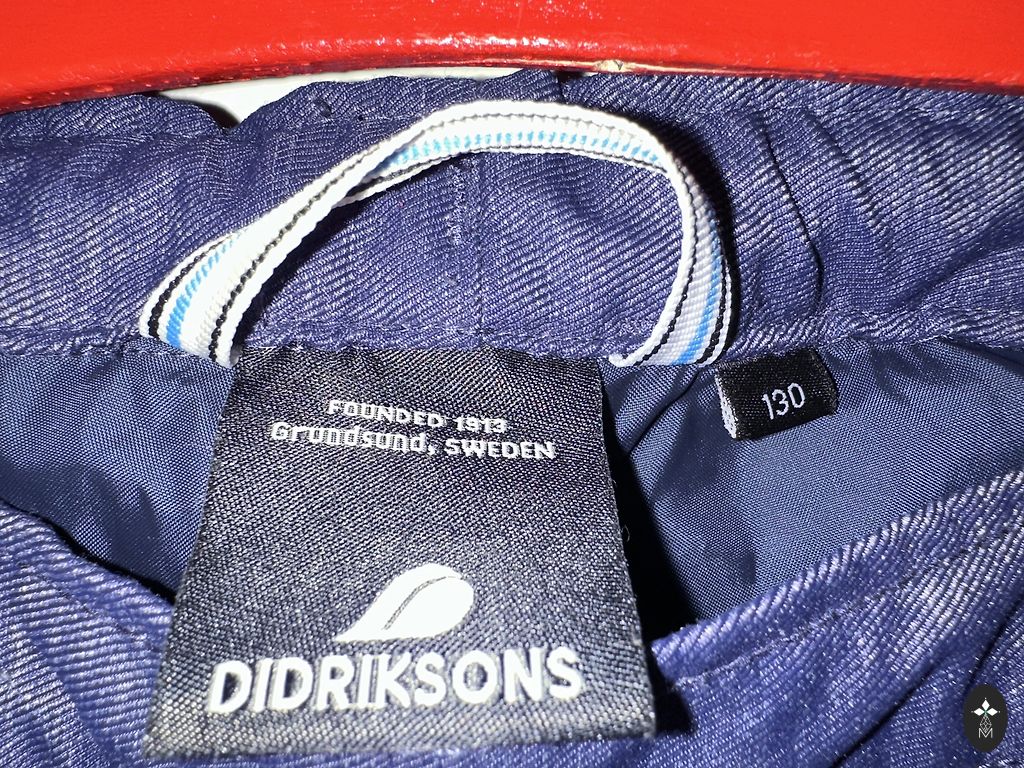 FOUNDED 1913
Grundsund, SWEDEN
130
DIDRIKSONS
M